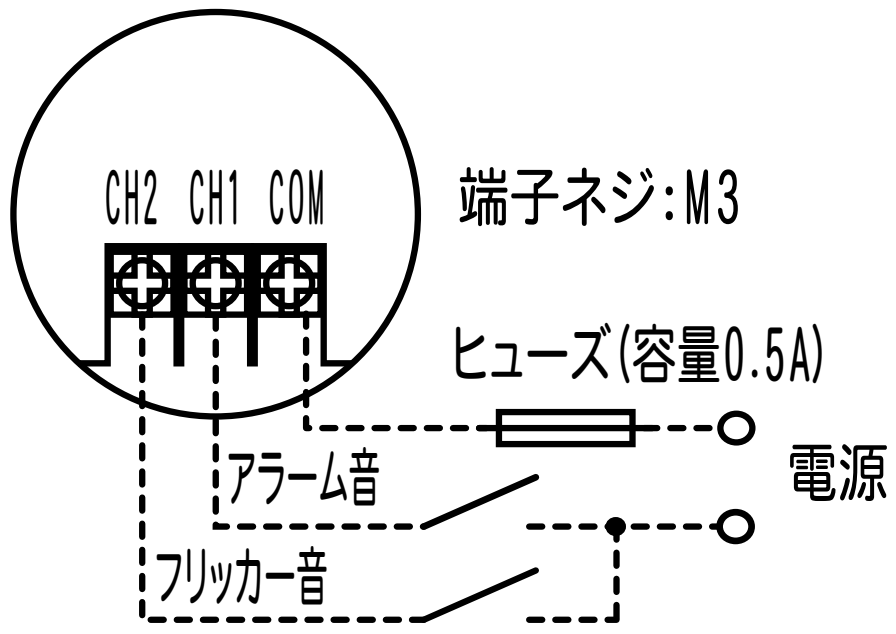 CH2 CH1 COM
端子ネジ:M3
ヒューズ(容量0.5A)
電源
アラーム音
フリッカー音